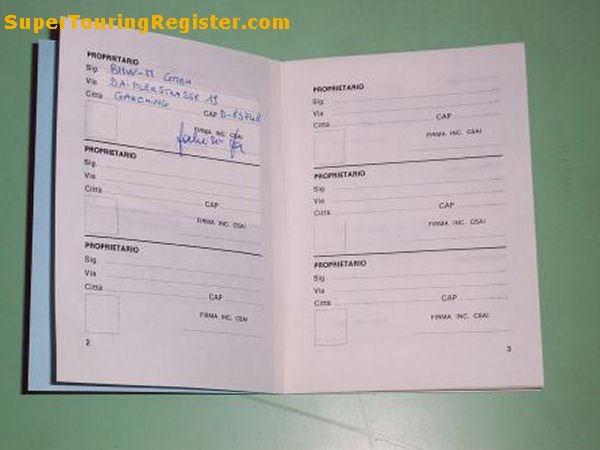 SuperTouringRegister.com
PROPRIETARIO
Sig. BMW-M GMBH
Via DAIMLERSTRASSE 19
Città GARCHING CAP D-85748
FIRMA INC. CSAI
PROPRIETARIO
Sig.
Via
Città
CAP
FIRMA INC. CSAI
PROPRIETARIO
Sig.
Via
Città
CAP
FIRMA INC. CSAI
2
PROPRIETARIO
Sig.
Via
Città
CAP
FIRMA INC. CSAI
PROPRIETARIO
Sig.
Via
Città
CAP
FIRMA INC. CSAI
PROPRIETARIO
Sig.
Via
Città
CAP
FIRMA INC. CSAI
3